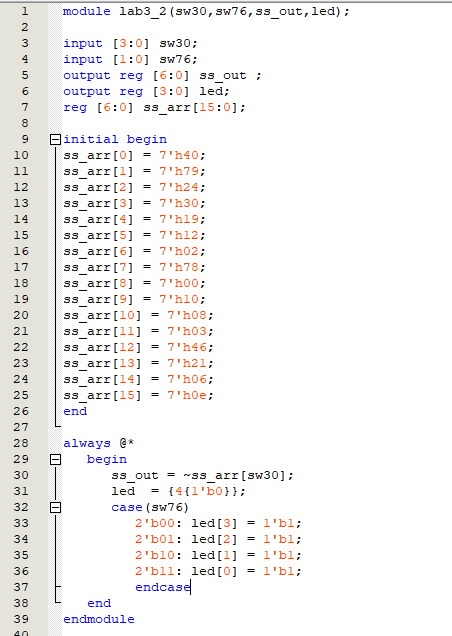 1 module lab3_2(sw30,sw76,ss_out,led);
2
3 input [3:0] sw30;
4 input [1:0] sw76;
5 output reg [6:0] ss_out ;
6 output reg [3:0] led;
7 reg [6:0] ss_arr[15:0];
8
9 initial begin
10 ss_arr[0] = 7'h40;
11 ss_arr[1] = 7'h79;
12 ss_arr[2] = 7'h24;
13 ss_arr[3] = 7'h30;
14 ss_arr[4] = 7'h19;
15 ss_arr[5] = 7'h12;
16 ss_arr[6] = 7'h02;
17 ss_arr[7] = 7'h78;
18 ss_arr[8] = 7'h00;
19 ss_arr[9] = 7'h10;
20 ss_arr[10] = 7'h08;
21 ss_arr[11] = 7'h03;
22 ss_arr[12] = 7'h46;
23 ss_arr[13] = 7'h21;
24 ss_arr[14] = 7'h06;
25 ss_arr[15] = 7'h0e;
26 end
27
28 always @*
29 begin
30 ss_out = ~ss_arr[sw30];
31 led  = {4{1'b0}};
32 case(sw76)
33 2'b00: led[3] = 1'b1;
34 2'b01: led[2] = 1'b1;
35 2'b10: led[1] = 1'b1;
36 2'b11: led[0] = 1'b1;
37 endcase
38 end
39 endmodule
40